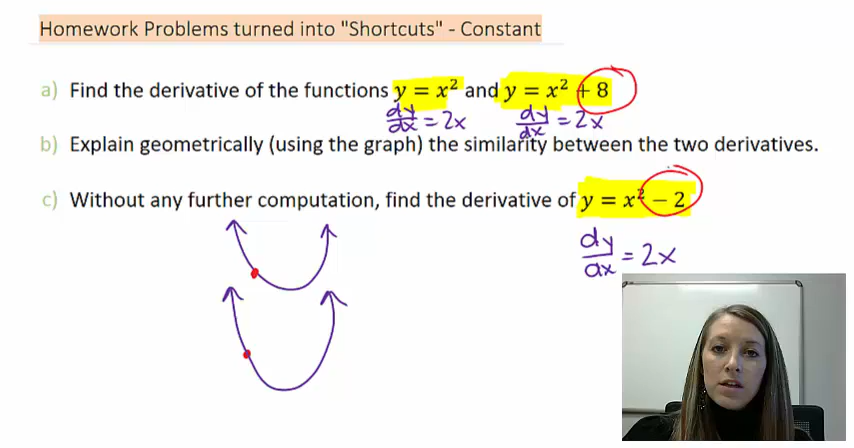 Homework Problems turned into "Shortcuts" - Constant
a) Find the derivative of the functions y = x² and y = x² + 8
dy/dx = 2x dy/dx = 2x
b) Explain geometrically (using the graph) the similarity between the two derivatives.
c) Without any further computation, find the derivative of y = x² − 2
dy/dx = 2x